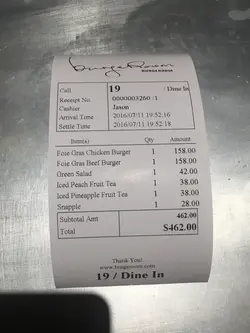 BurgeRoom
BURGEROOM
Call 19 / Dine In
Receipt No 0000003260 /1
Cashier Jason
Arrival Time 2016/07/11 19:52:16
Settle Time 2016/07/11 19:52:18
Item(s) Qty Amount
Foie Gras Chicken Burger 1 158.00
Foie Gras Beef Burger 1 158.00
Green Salad 1 42.00
Iced Peach Fruit Tea 1 38.00
Iced Pineapple Fruit Tea 1 38.00
Snapple 1 28.00
Subtotal Amt 462.00
Total $462.00
Thank You!
www.burgeroom.com
19 / Dine In